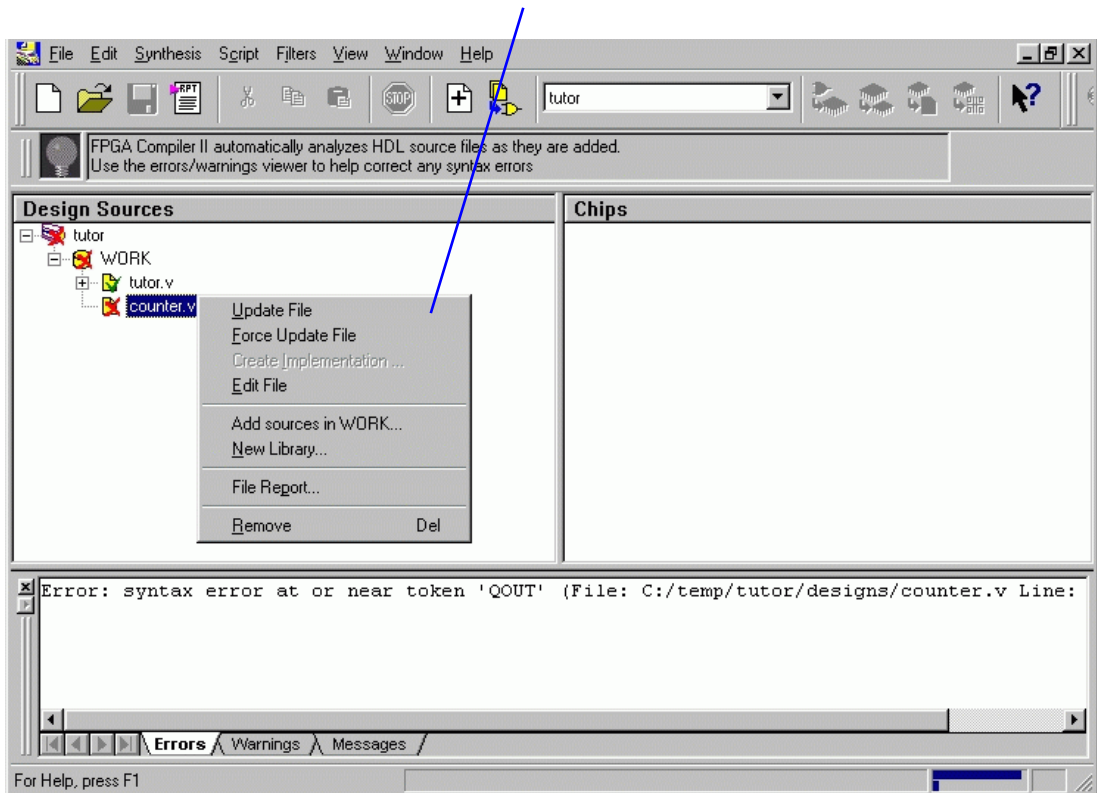 File Edit Synthesis Script Filters View Window Help
RPT
STOP
tutor
FPGA Compiler II automatically analyzes HDL source files as they are added.
Use the errors/warnings viewer to help correct any syntax errors
Design Sources
Chips
tutor
WORK
tutor.v
counter.v
Update File
Force Update File
Create Implementation ...
Edit File
Add sources in WORK...
New Library...
File Report...
Remove Del
Error: syntax error at or near token 'QOUT' (File: C:/temp/tutor/designs/counter.v Line:
Errors Warnings Messages
For Help, press F1